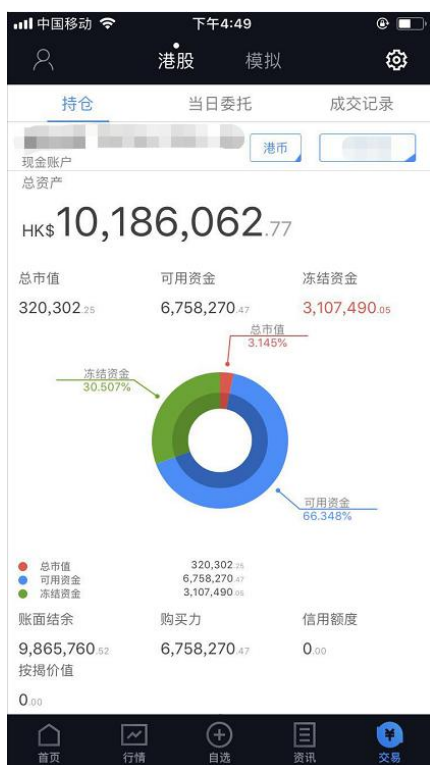 中国移动 下午4:49
港股 模拟
持仓 当日委托 成交记录
港币
现金账户
总资产
HK$10,186,062.77
总市值 可用资金 冻结资金
320,302.25 6,758,270.47 3,107,490.05
总市值
3.145%
冻结资金
30.507%
可用资金
66.348%
总市值 320,302.25
可用资金 6,758,270.47
冻结资金 3,107,490.05
账面结余 购买力 信用额度
9,865,760.52 6,758,270.47 0.00
按揭价值
0.00
首页 行情 自选 资讯 交易